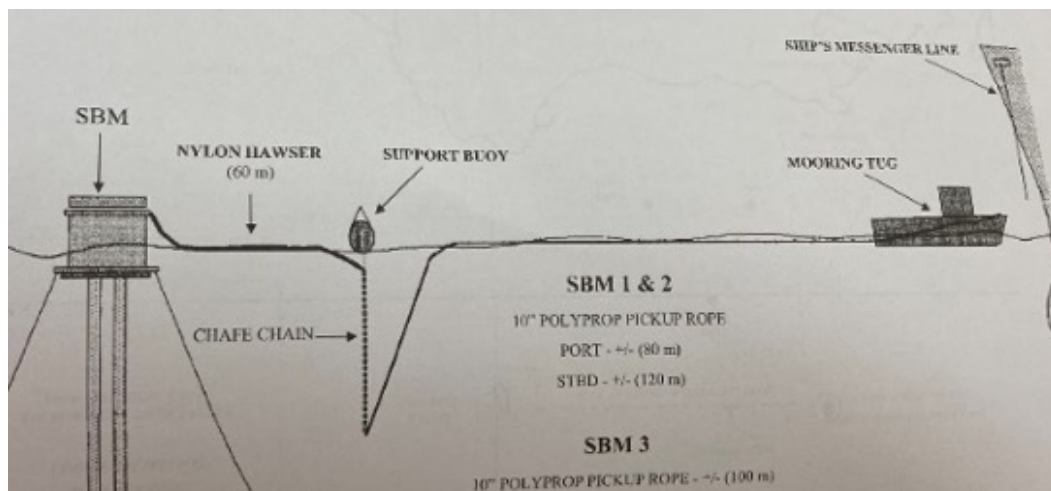 SHIP'S MESSENGER LINE
SBM
NYLON HAWSER
(60 m)
SUPPORT BUOY
MOORING TUG
SBM 1 & 2
10" POLYPROP PICKUP ROPE
PORT - +/- (80 m)
STBD - +/- (120 m)
CHAFE CHAIN
SBM 3
10" POLYPROP PICKUP ROPE - +/- (100 m)